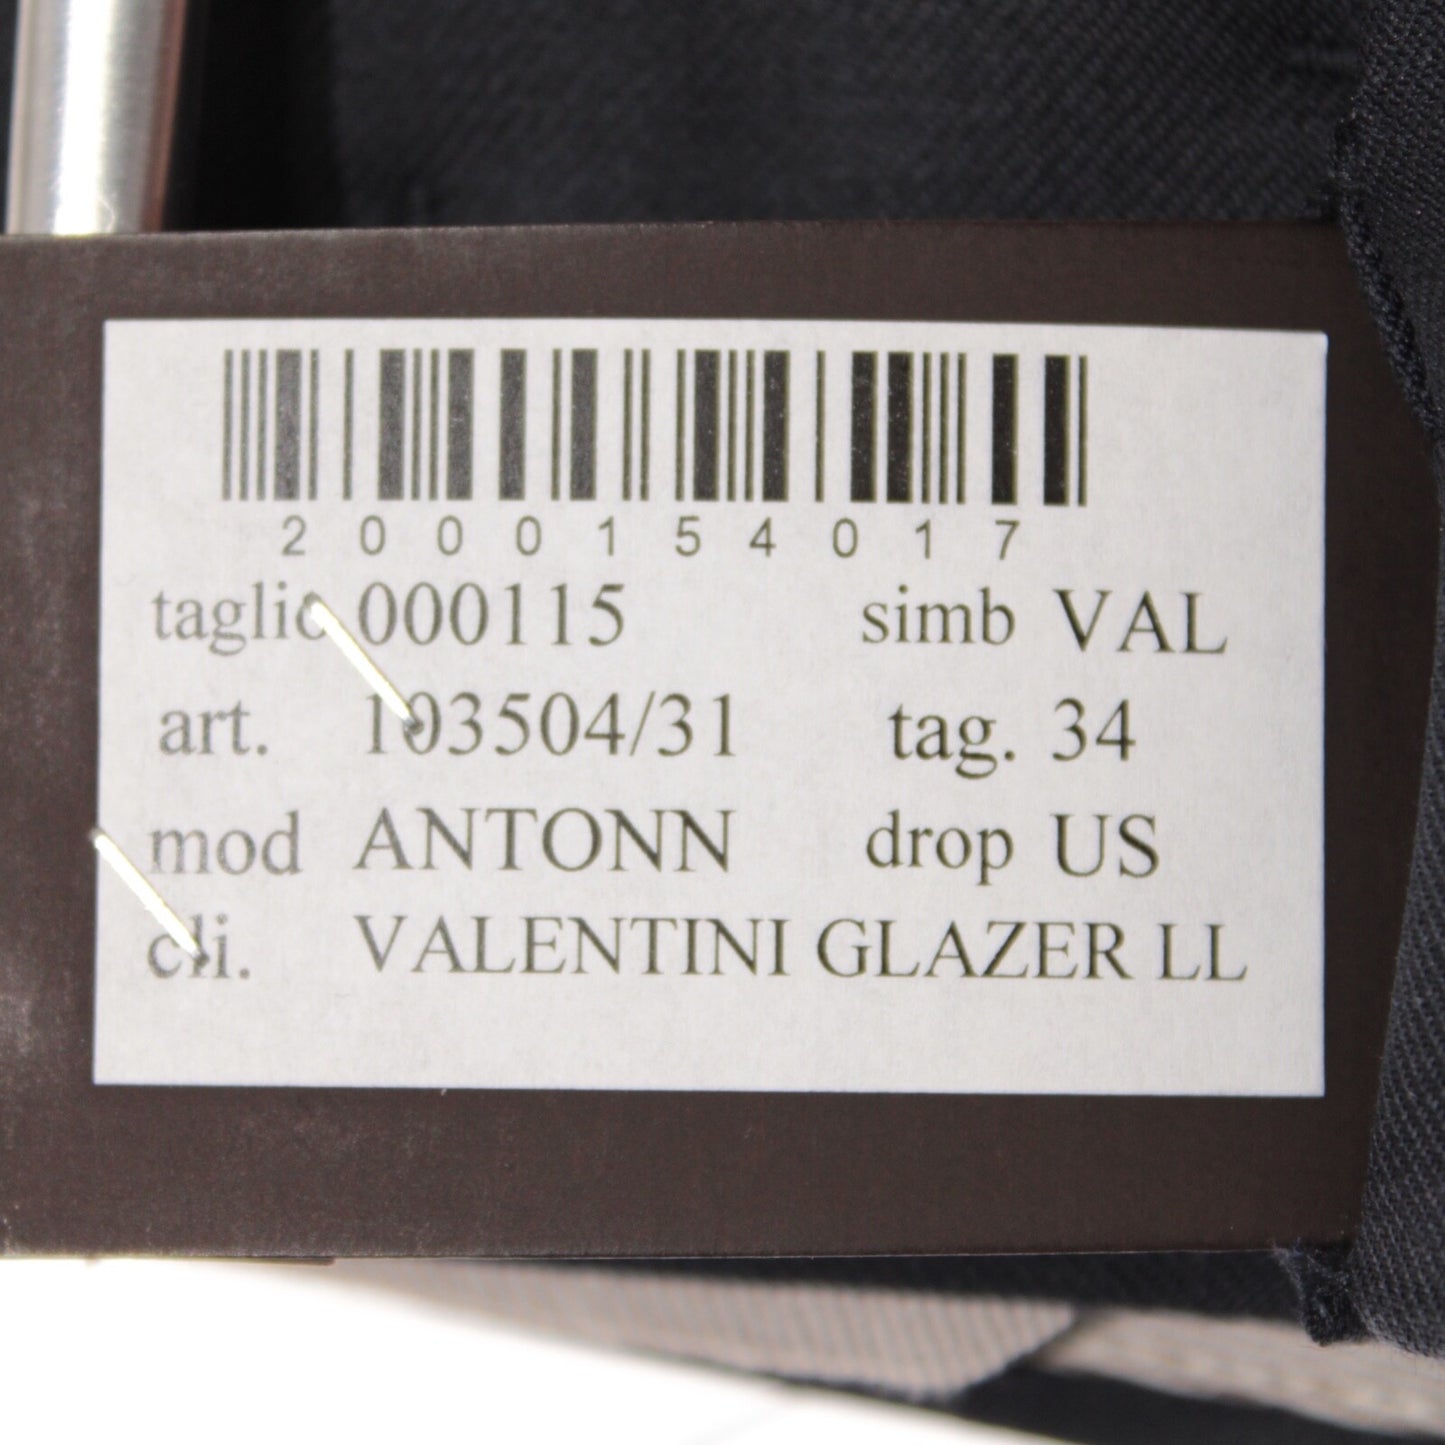 2000154017
taglio 000115 simb VAL
art. 103504/31 tag. 34
mod ANTONN drop US
cli. VALENTINI GLAZER LL